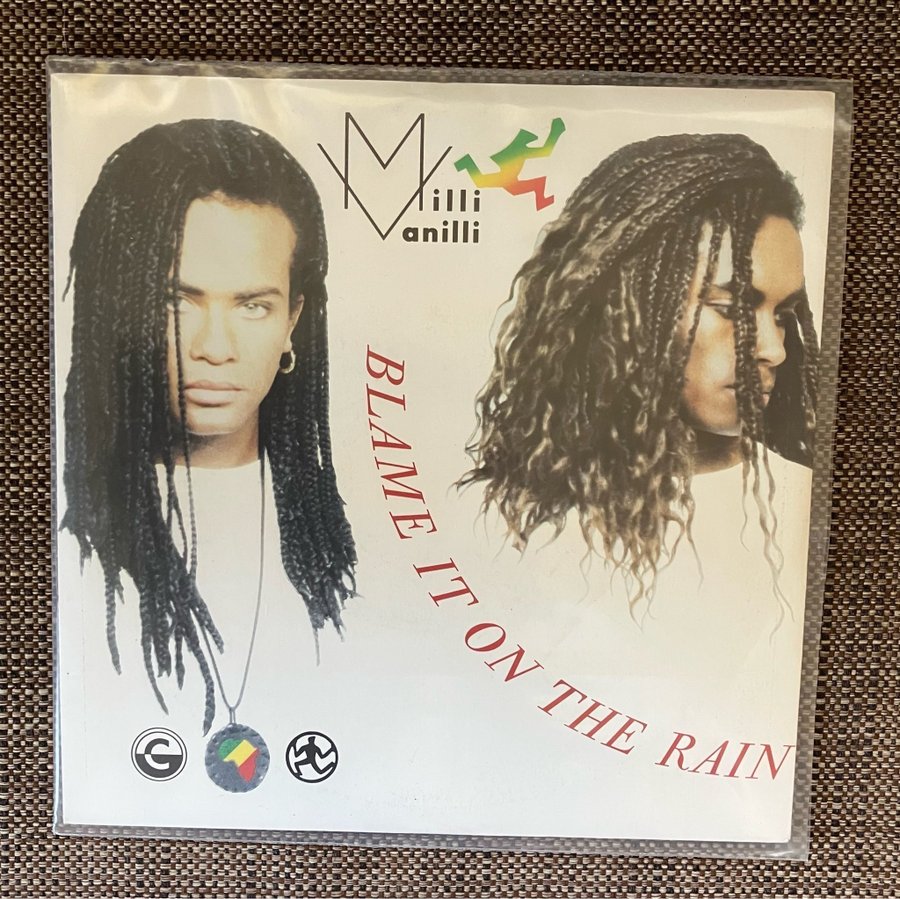 Milli
Vanilli
BLAME IT ON THE RAIN
G